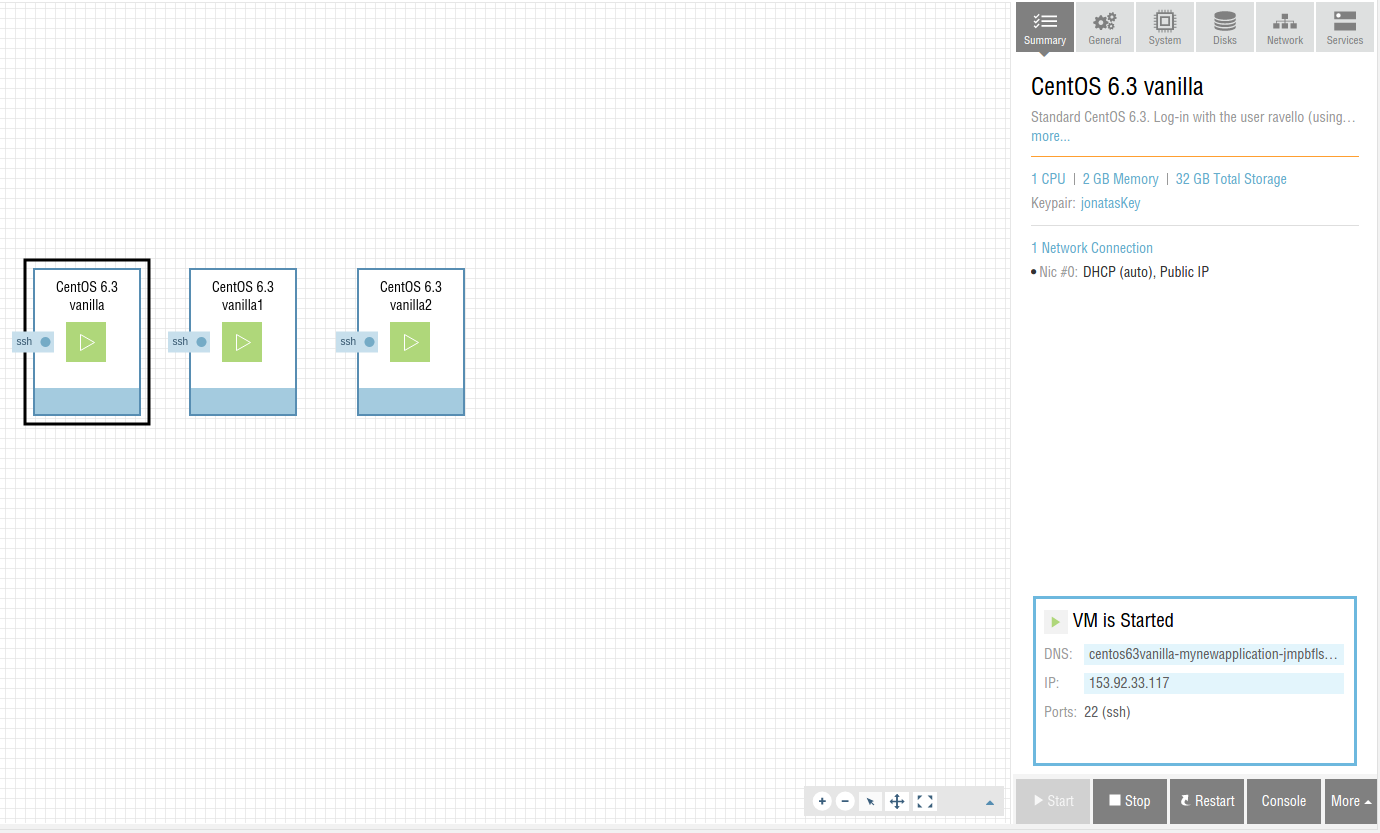 Summary General System Disks Network Services
CentOS 6.3 vanilla
Standard CentOS 6.3. Log-in with the user ravello (using…
more...
1 CPU | 2 GB Memory | 32 GB Total Storage
Keypair: jonatasKey
1 Network Connection
• Nic #0: DHCP (auto), Public IP
CentOS 6.3
vanilla
ssh
CentOS 6.3
vanilla1
ssh
CentOS 6.3
vanilla2
ssh
VM is Started
DNS: centos63vanilla-mynewapplication-jmpbfls…
IP: 153.92.33.117
Ports: 22 (ssh)
Start Stop Restart Console More